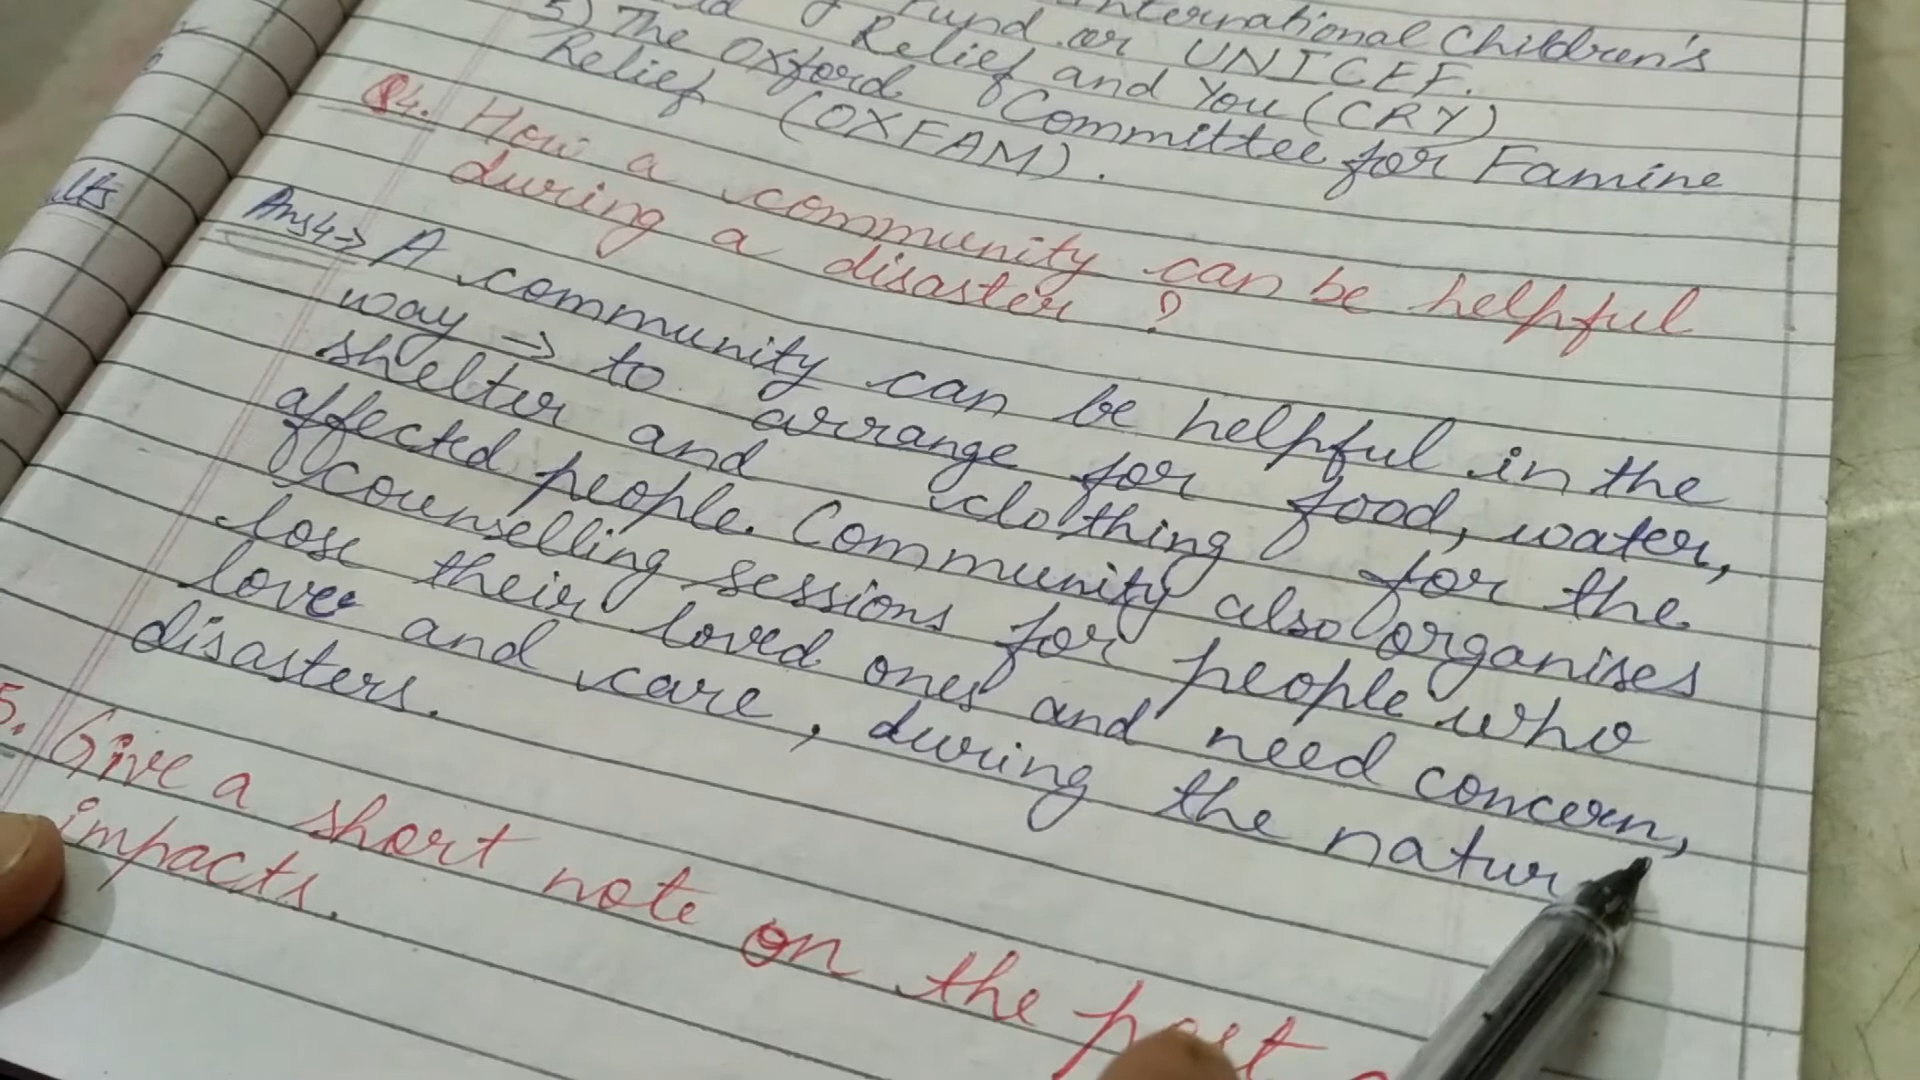 Fund or International Children's
of Relief and You (CRY) UNICEF.
5) The Oxford Committee for Famine
Relief (OXFAM).
Q4. How a community can be helpful
during a disaster ?
Ans4→ A community can be helpful in the
way → to arrange for food, water,
shelter and clothing for the
affected people. Community also organises
counselling sessions for people who
lose their loved ones and need concern,
love and care, during the natur
disasters.
5. Give a short note on the post
impacts.